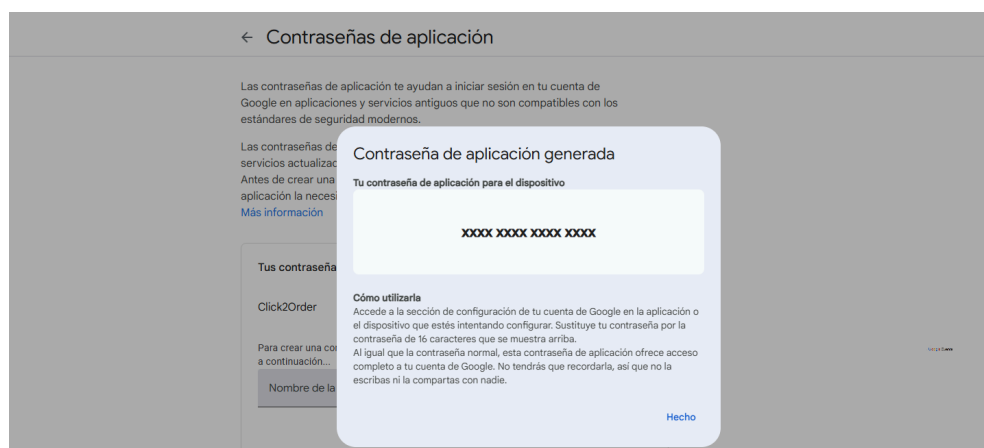 ← Contraseñas de aplicación
Las contraseñas de aplicación te ayudan a iniciar sesión en tu cuenta de
Google en aplicaciones y servicios antiguos que no son compatibles con los
estándares de seguridad modernos.
Las contraseñas de
servicios actualizad
Antes de crear una
aplicación la necesi
Más información
Tus contraseña
Click2Order
Para crear una con
a continuación...
Nombre de la
Contraseña de aplicación generada
Tu contraseña de aplicación para el dispositivo
xxxx xxxx xxxx xxxx
Cómo utilizarla
Accede a la sección de configuración de tu cuenta de Google en la aplicación o
el dispositivo que estés intentando configurar. Sustituye tu contraseña por la
contraseña de 16 caracteres que se muestra arriba.
Al igual que la contraseña normal, esta contraseña de aplicación ofrece acceso
completo a tu cuenta de Google. No tendrás que recordarla, así que no la
escribas ni la compartas con nadie.
Hecho